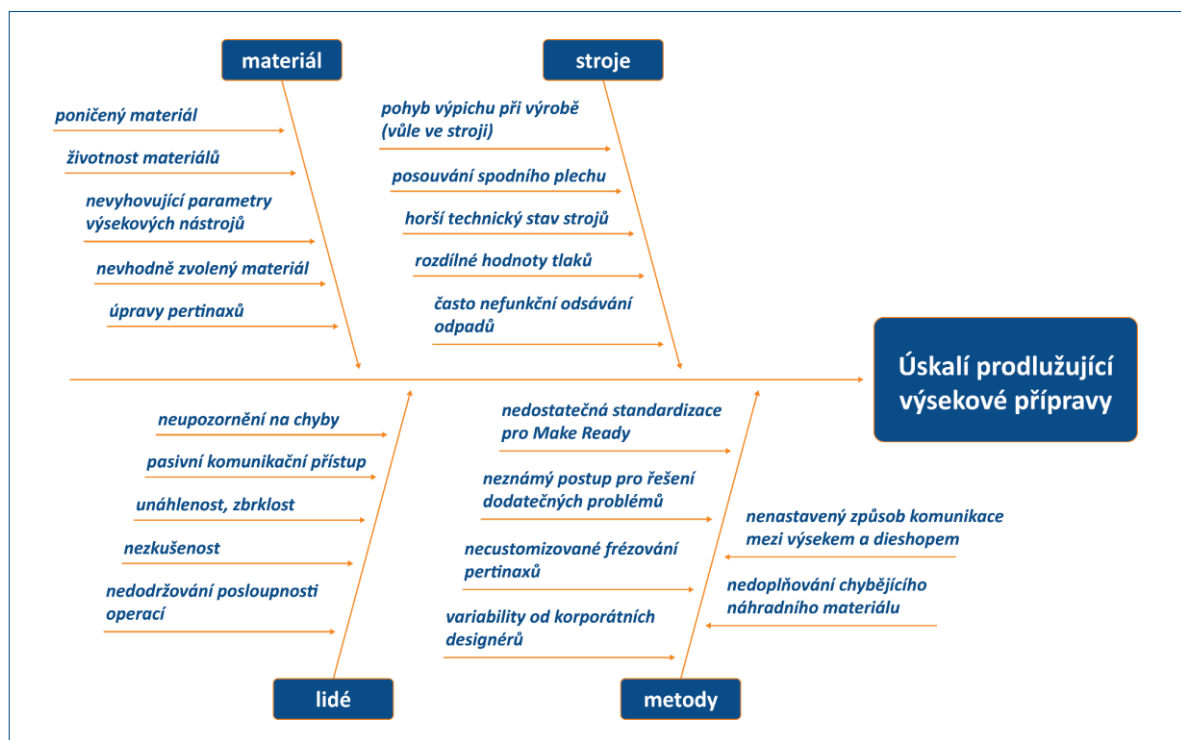 materiál
poničený materiál
životnost materiálů
nevyhovující parametry
výsekových nástrojů
nevhodně zvolený materiál
úpravy pertinaxů
stroje
pohyb výpichu při výrobě
(vůle ve stroji)
posouvání spodního plechu
horší technický stav strojů
rozdílné hodnoty tlaků
často nefunkční odsávání
odpadů
Úskalí prodlužující
výsekové přípravy
neupozornění na chyby
pasivní komunikační přístup
unáhlenost, zbrklost
nezkušenost
nedodržování posloupnosti
operací
lidé
nedostatečná standardizace
pro Make Ready
neznámý postup pro řešení
dodatečných problémů
necustomizované frézování
pertinaxů
variability od korporátních
designérů
nenastavený způsob komunikace
mezi výsekem a dieshopem
nedoplňování chybějícího
náhradního materiálu
metody